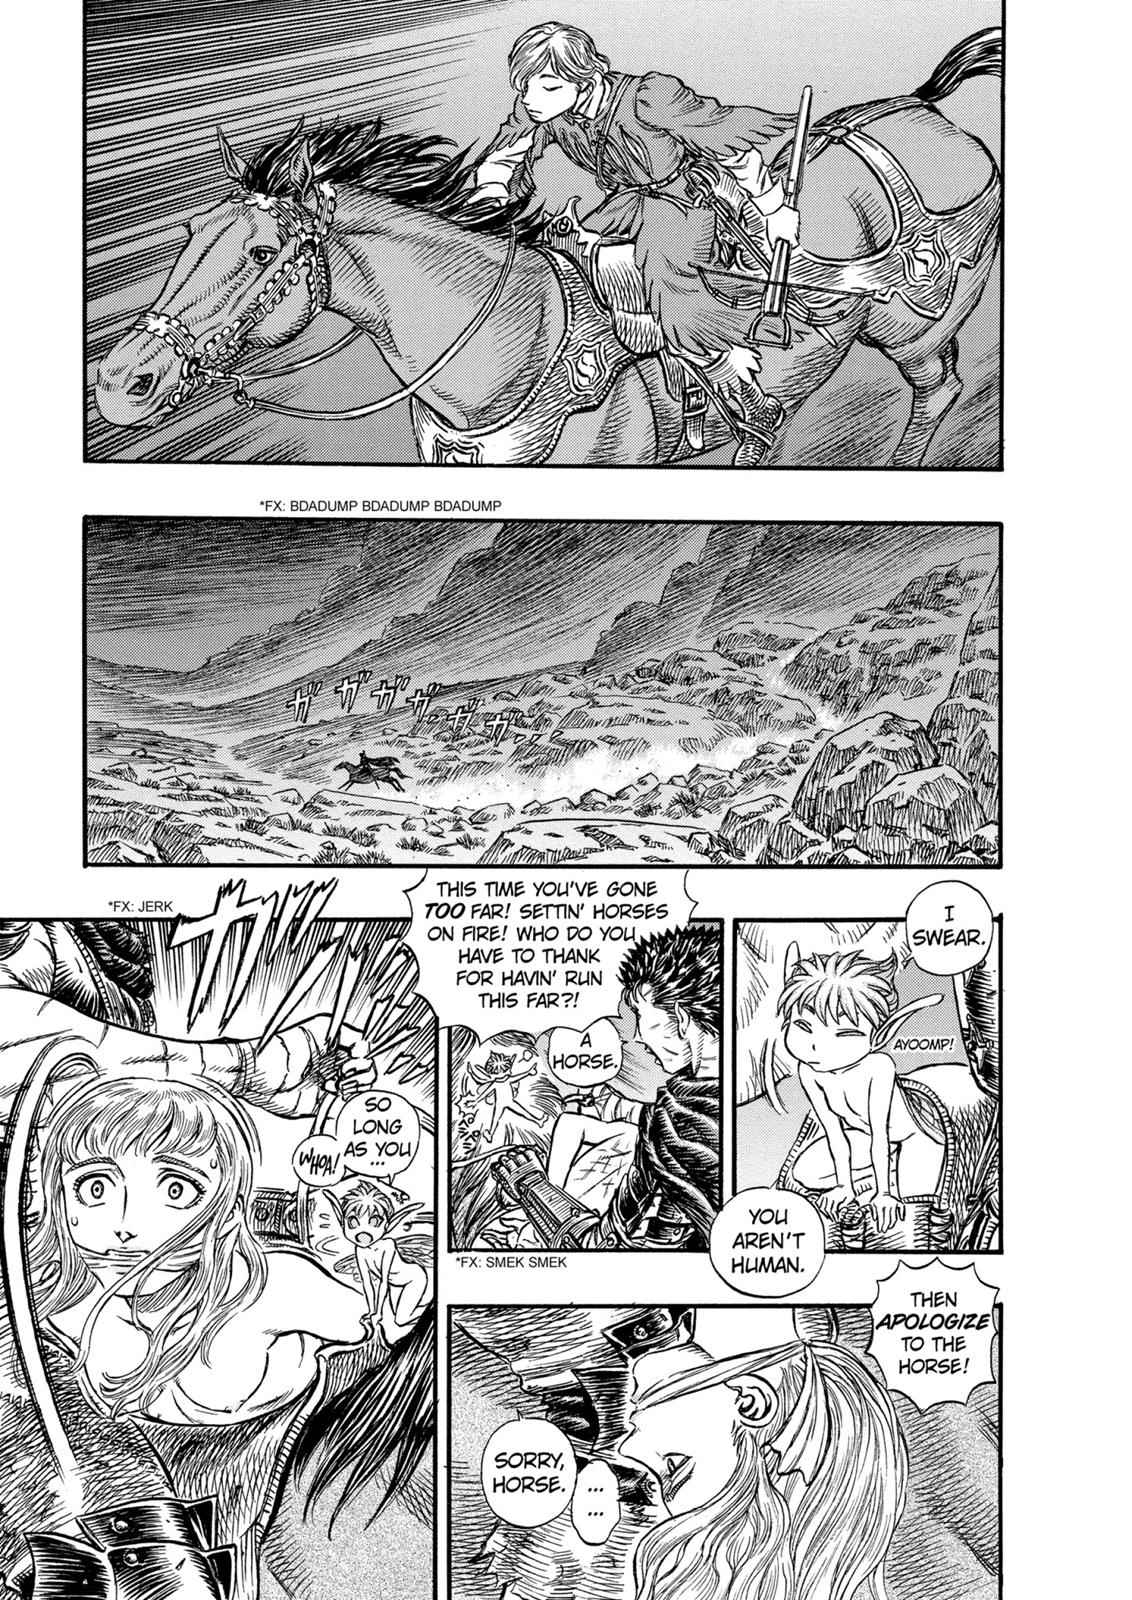 *FX: BDADUMP BDADUMP BDADUMP
ガ ガ ガ ガ ガ ガ
I
SWEAR.
AYOOMP!
THIS TIME YOU'VE GONE
TOO FAR! SETTIN' HORSES
ON FIRE! WHO DO YOU
HAVE TO THANK
FOR HAVIN' RUN
THIS FAR?!
A
HORSE.
*FX: JERK
ガ
SO
LONG
AS YOU
...
WHOA!
YOU
AREN'T
HUMAN.
*FX: SMEK SMEK
THEN
APOLOGIZE
TO THE
HORSE!
...
...
SORRY,
HORSE.